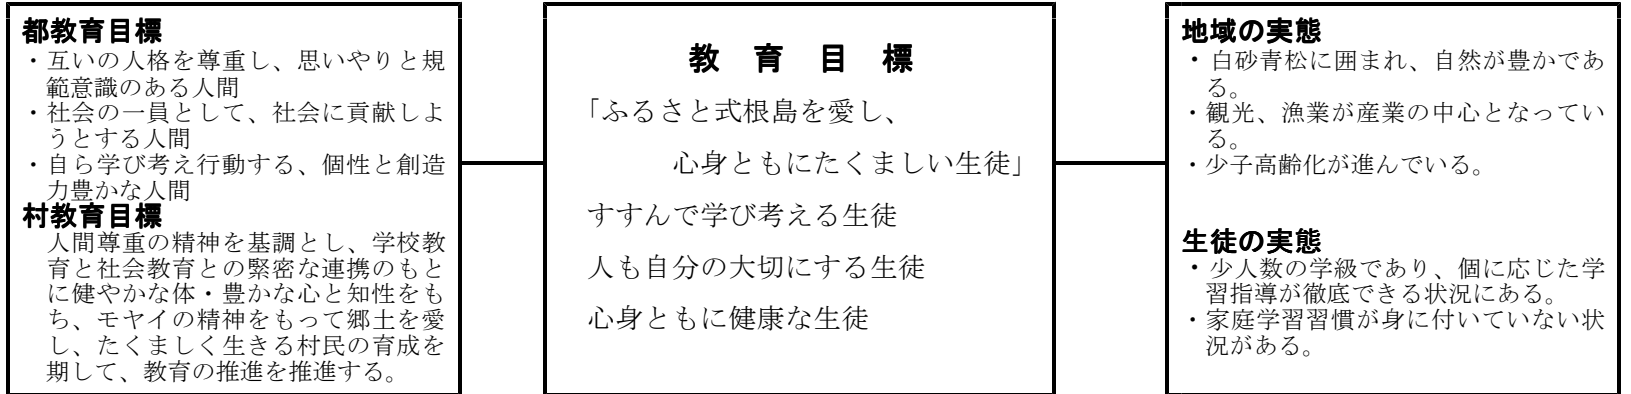 都教育目標
・互いの人格を尊重し、思いやりと規
範意識のある人間
・社会の一員として、社会に貢献しよ
うとする人間
・自ら学び考え行動する、個性と創造
力豊かな人間
村教育目標
人間尊重の精神を基調とし、学校教
育と社会教育との緊密な連携のもと
に健やかな体・豊かな心と知性をも
ち、モヤイの精神をもって郷土を愛
し、たくましく生きる村民の育成を
期して、教育の推進を推進する。
教 育 目 標
「ふるさと式根島を愛し、
心身ともにたくましい生徒」
すすんで学び考える生徒
人も自分の大切にする生徒
心身ともに健康な生徒
地域の実態
・白砂青松に囲まれ、自然が豊かであ
る。
・観光、漁業が産業の中心となってい
る。
・少子高齢化が進んでいる。
生徒の実態
・少人数の学級であり、個に応じた学
習指導が徹底できる状況にある。
・家庭学習習慣が身に付いていない状
況がある。